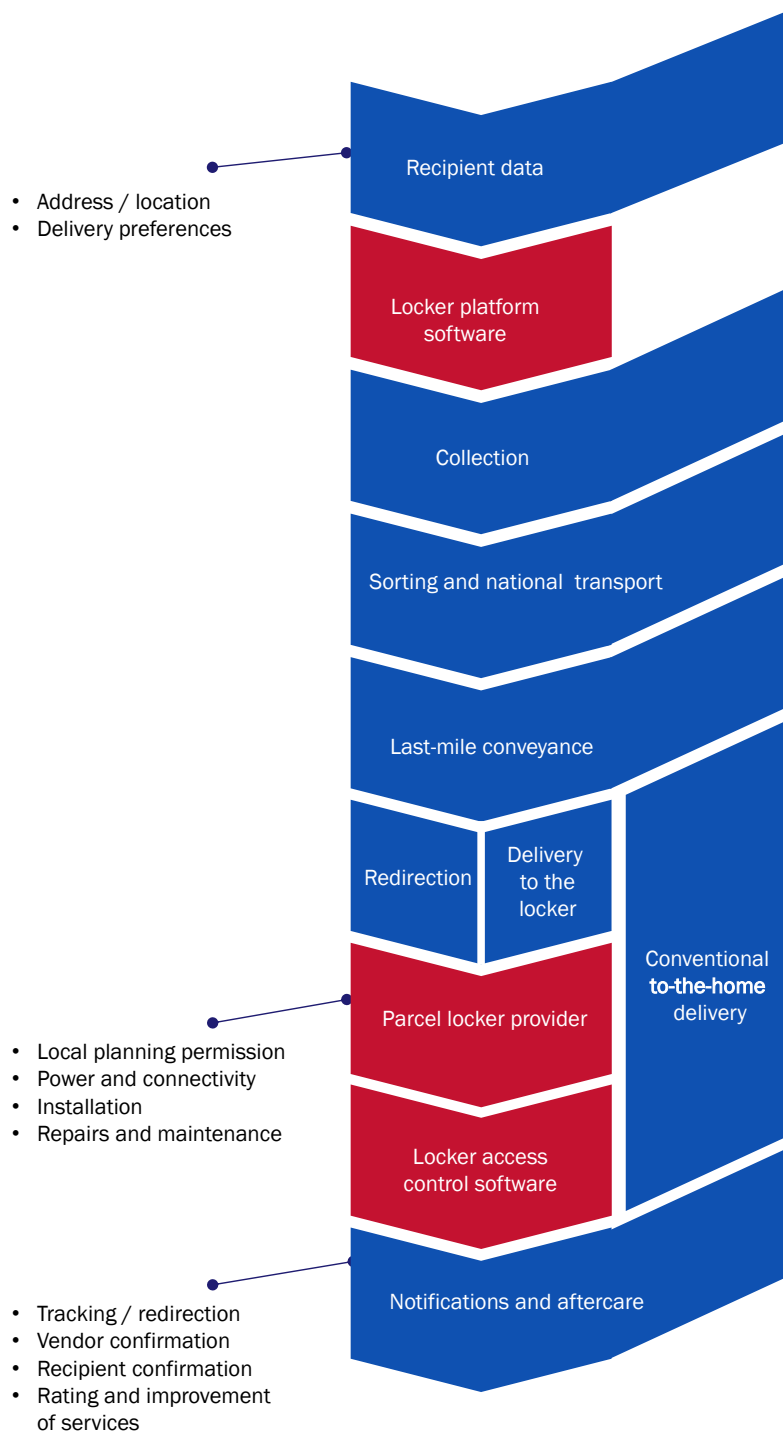 Recipient data
• Address / location
• Delivery preferences
Locker platform
software
Collection
Sorting and national transport
Last-mile conveyance
Redirection
Delivery
to the
locker
Conventional
to-the-home
delivery
Parcel locker provider
• Local planning permission
• Power and connectivity
• Installation
• Repairs and maintenance
Locker access
control software
Notifications and aftercare
• Tracking / redirection
• Vendor confirmation
• Recipient confirmation
• Rating and improvement
of services